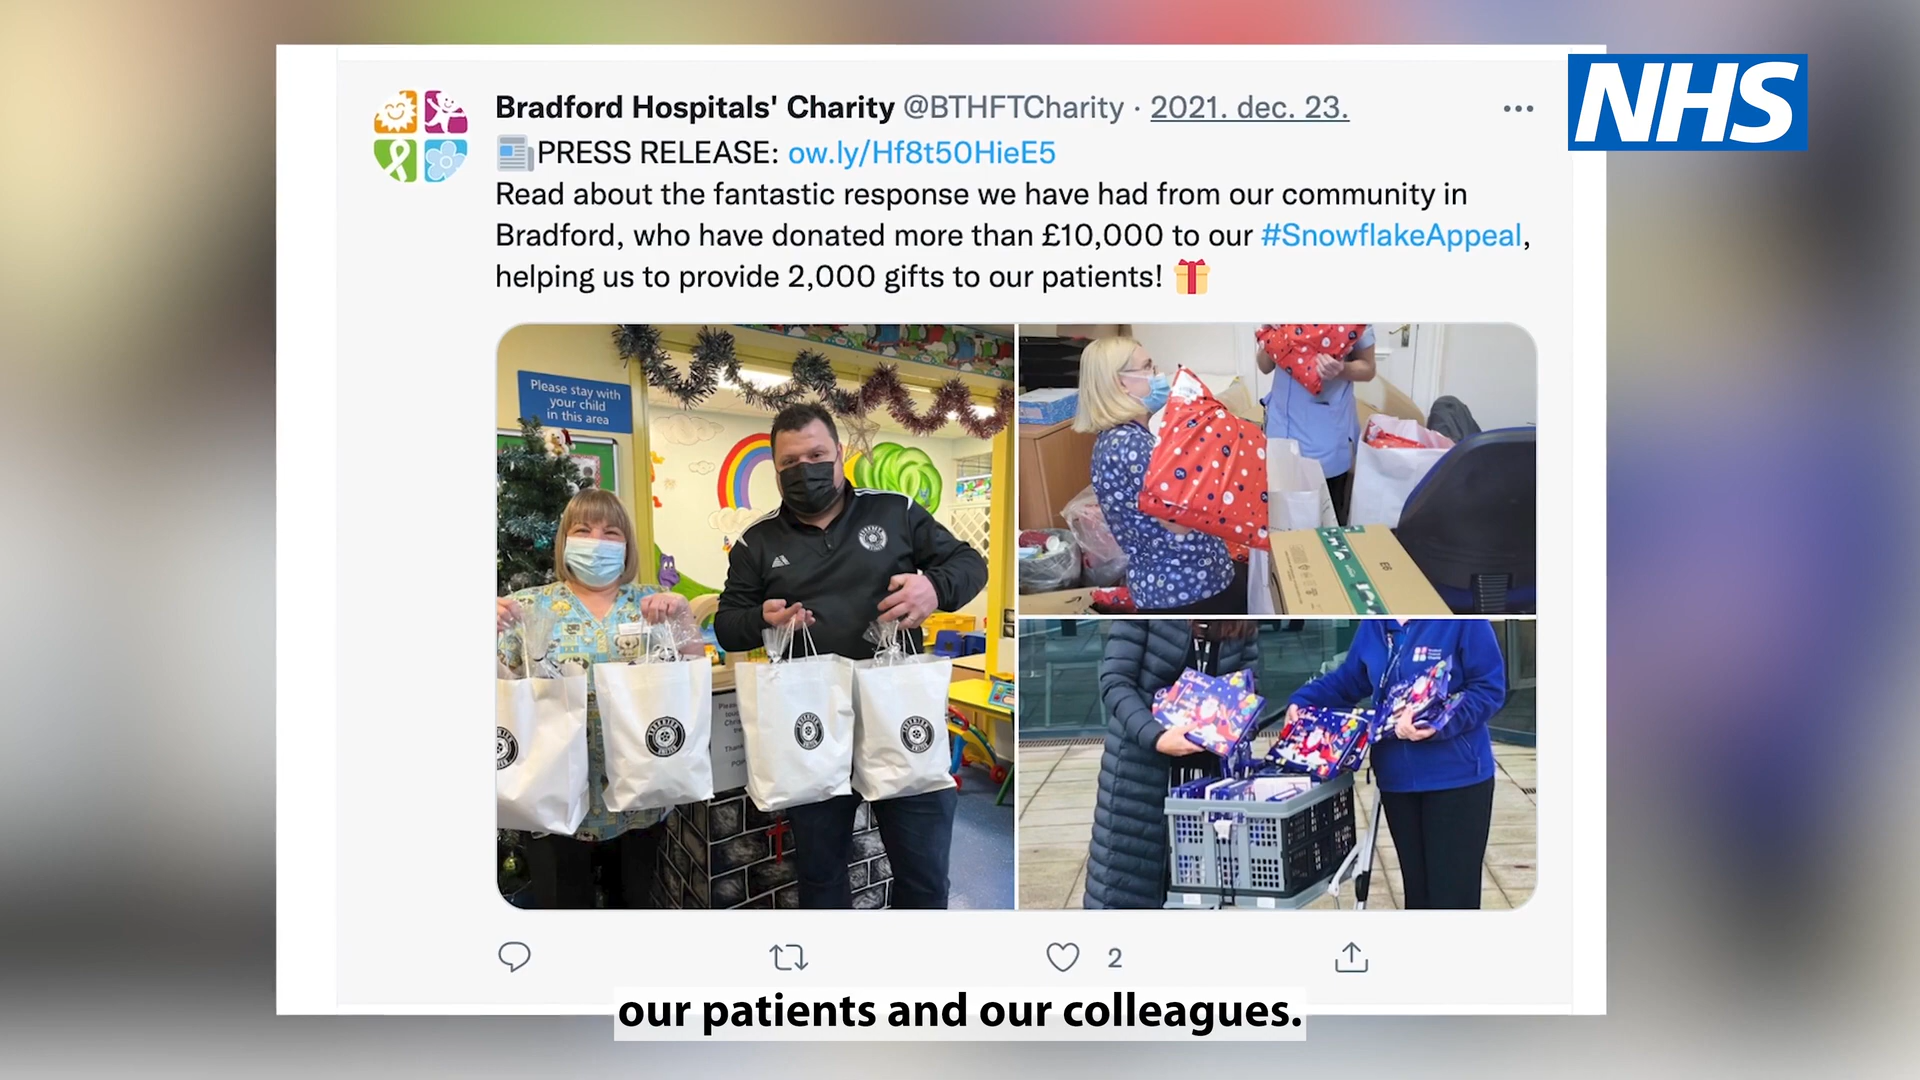 NHS
Bradford Hospitals' Charity @BTHFTCharity · 2021. dec. 23.
PRESS RELEASE: ow.ly/Hf8t50HieE5
Read about the fantastic response we have had from our community in
Bradford, who have donated more than £10,000 to our #SnowflakeAppeal,
helping us to provide 2,000 gifts to our patients!
Please stay with
your child
in this area
2
our patients and our colleagues.